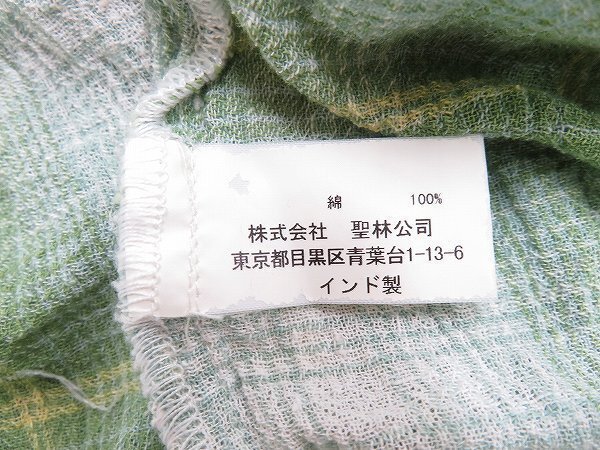 綿 100%
株式会社 聖林公司
東京都目黒区青葉台1-13-6
インド製